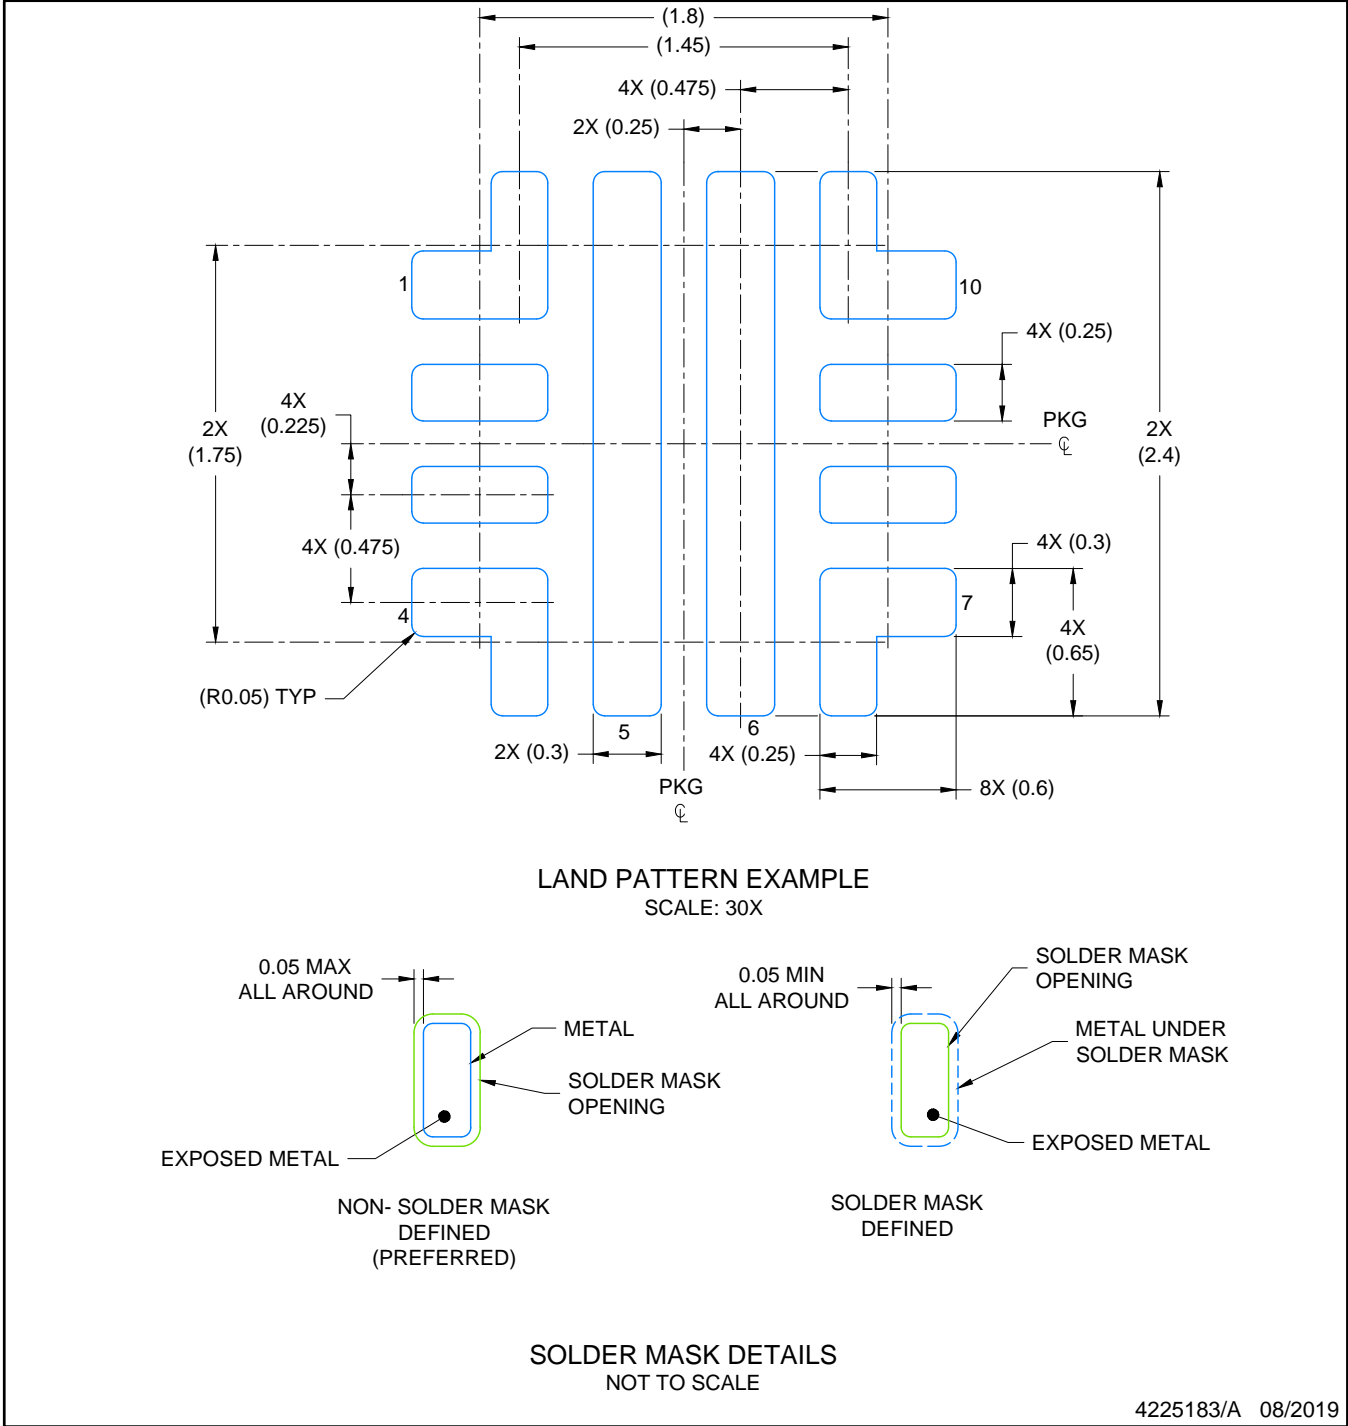 (1.8)
(1.45)
4X (0.475)
2X (0.25)
1
10
4X (0.25)
4X
(0.225)
PKG
℄
2X
(1.75)
2X
(2.4)
4X (0.475)
4X (0.3)
4
7
4X
(0.65)
(R0.05) TYP
5
6
2X (0.3)
4X (0.25)
PKG
℄
8X (0.6)
LAND PATTERN EXAMPLE
SCALE: 30X
0.05 MAX
ALL AROUND
METAL
SOLDER MASK
OPENING
EXPOSED METAL
NON- SOLDER MASK
DEFINED
(PREFERRED)
0.05 MIN
ALL AROUND
SOLDER MASK
OPENING
METAL UNDER
SOLDER MASK
EXPOSED METAL
SOLDER MASK
DEFINED
SOLDER MASK DETAILS
NOT TO SCALE
4225183/A 08/2019